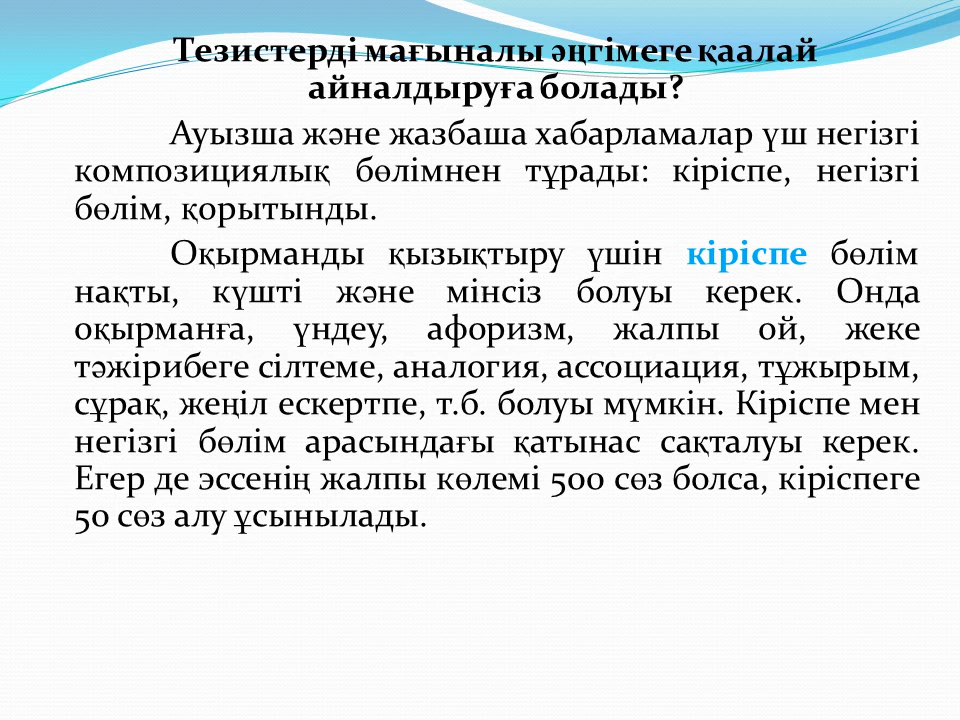 Тезистерді мағыналы әңгімеге қаалай
айналдыруға болады?
Ауызша және жазбаша хабарламалар үш негізгі
композициялық бөлімнен тұрады: кіріспе, негізгі
бөлім, қорытынды.
Оқырманды қызықтыру үшін кіріспе бөлім
нақты, күшті және мінсіз болуы керек. Онда
оқырманға, үндеу, афоризм, жалпы ой, жеке
тәжірибеге сілтеме, аналогия, ассоциация, тұжырым,
сұрақ, жеңіл ескертпе, т.б. болуы мүмкін. Кіріспе мен
негізгі бөлім арасындағы қатынас сақталуы керек.
Егер де эссенің жалпы көлемі 500 сөз болса, кіріспеге
50 сөз алу ұсынылады.